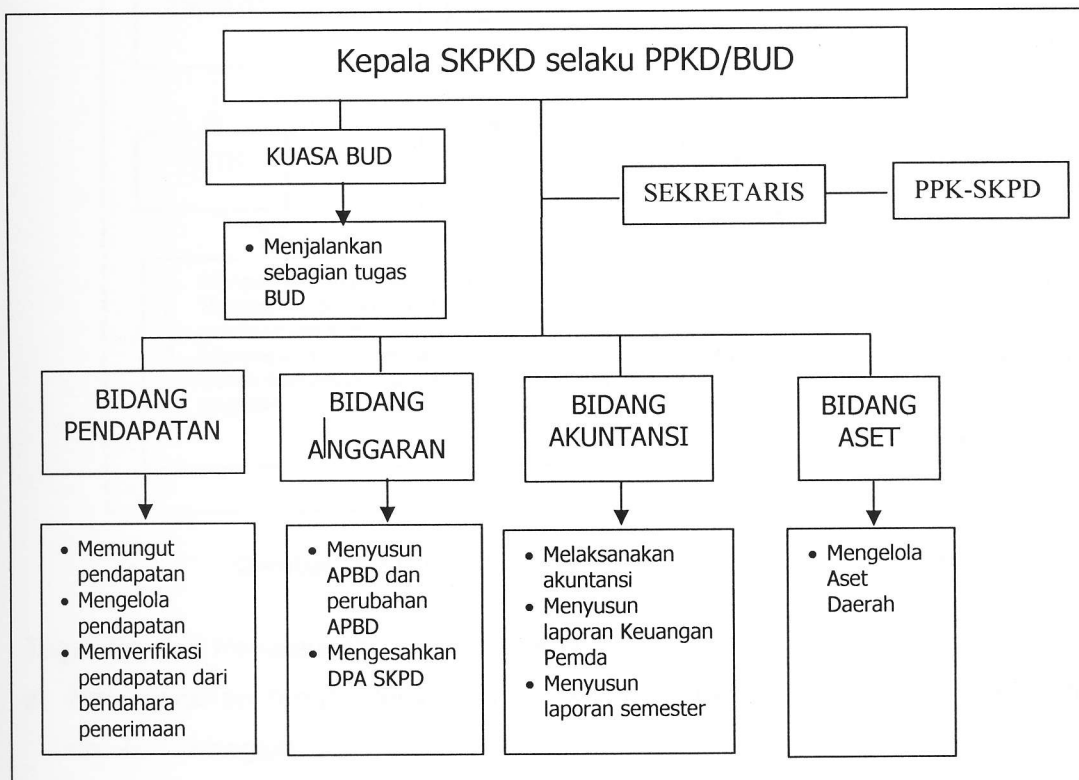 Kepala SKPKD selaku PPKD/BUD
KUASA BUD
SEKRETARIS
PPK-SKPD
• Menjalankan
sebagian tugas
BUD
BIDANG
PENDAPATAN
BIDANG
ANGGARAN
BIDANG
AKUNTANSI
BIDANG
ASET
• Memungut
pendapatan
• Mengelola
pendapatan
• Memverifikasi
pendapatan dari
bendahara
penerimaan
• Menyusun
APBD dan
perubahan
APBD
• Mengesahkan
DPA SKPD
• Melaksanakan
akuntansi
• Menyusun
laporan Keuangan
Pemda
• Menyusun
laporan semester
• Mengelola
Aset
Daerah